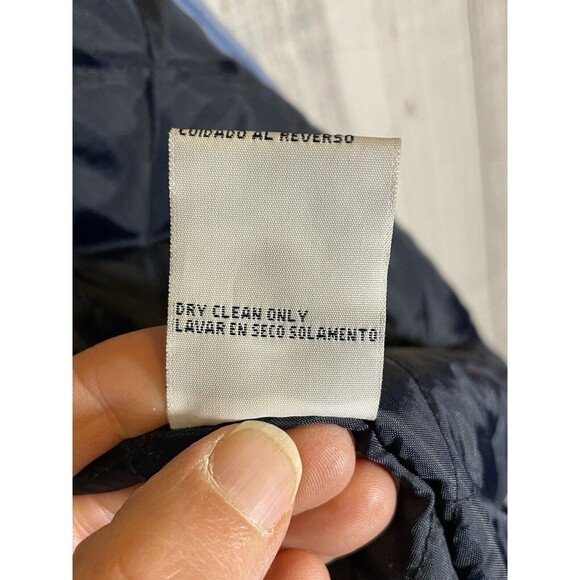 CUIDADO AL REVERSO
DRY CLEAN ONLY
LAVAR EN SECO SOLAMENTO